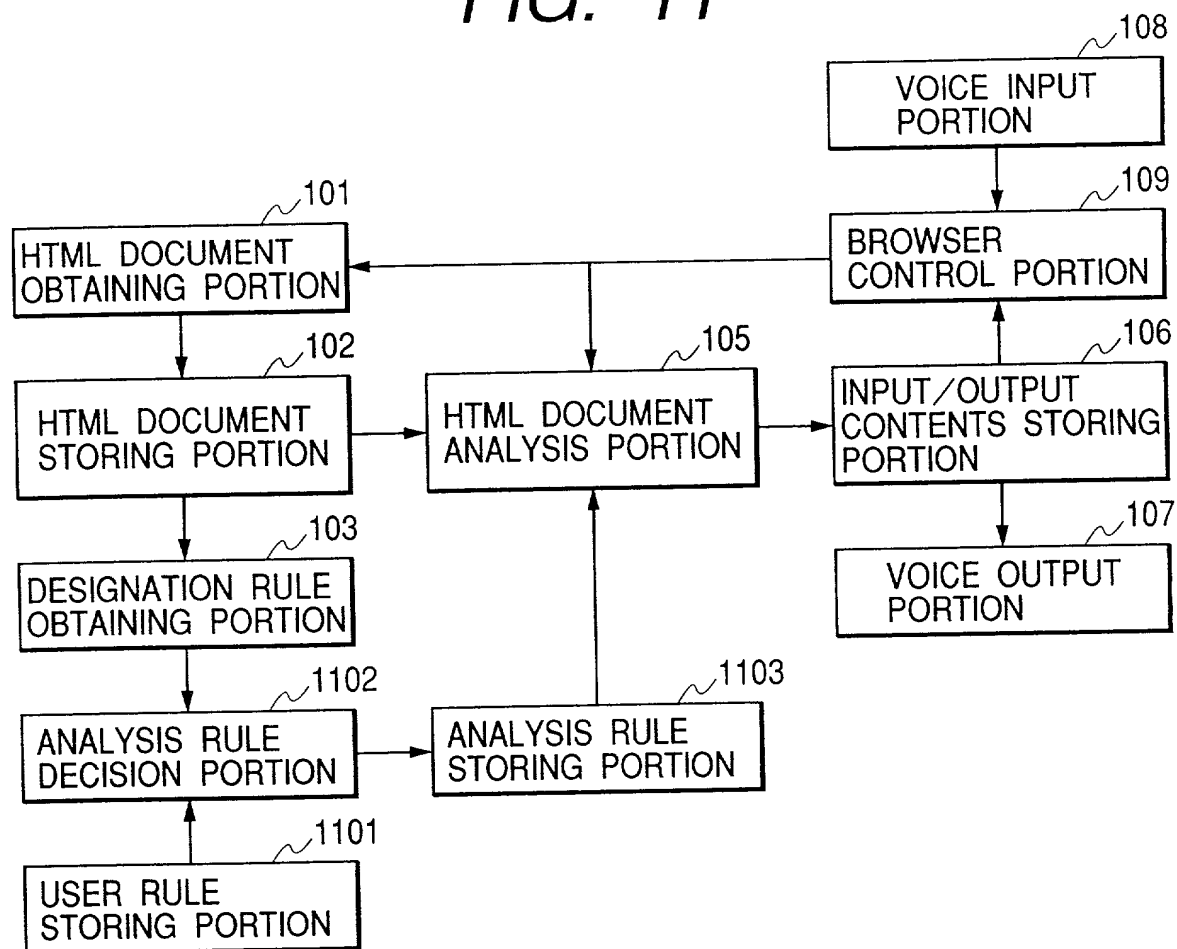 FIG. 11
108
VOICE INPUT
PORTION
101
HTML DOCUMENT
OBTAINING PORTION
109
BROWSER
CONTROL PORTION
102
HTML DOCUMENT
STORING PORTION
105
HTML DOCUMENT
ANALYSIS PORTION
106
INPUT/OUTPUT
CONTENTS STORING
PORTION
103
DESIGNATION RULE
OBTAINING PORTION
107
VOICE OUTPUT
PORTION
1102
ANALYSIS RULE
DECISION PORTION
1103
ANALYSIS RULE
STORING PORTION
1101
USER RULE
STORING PORTION